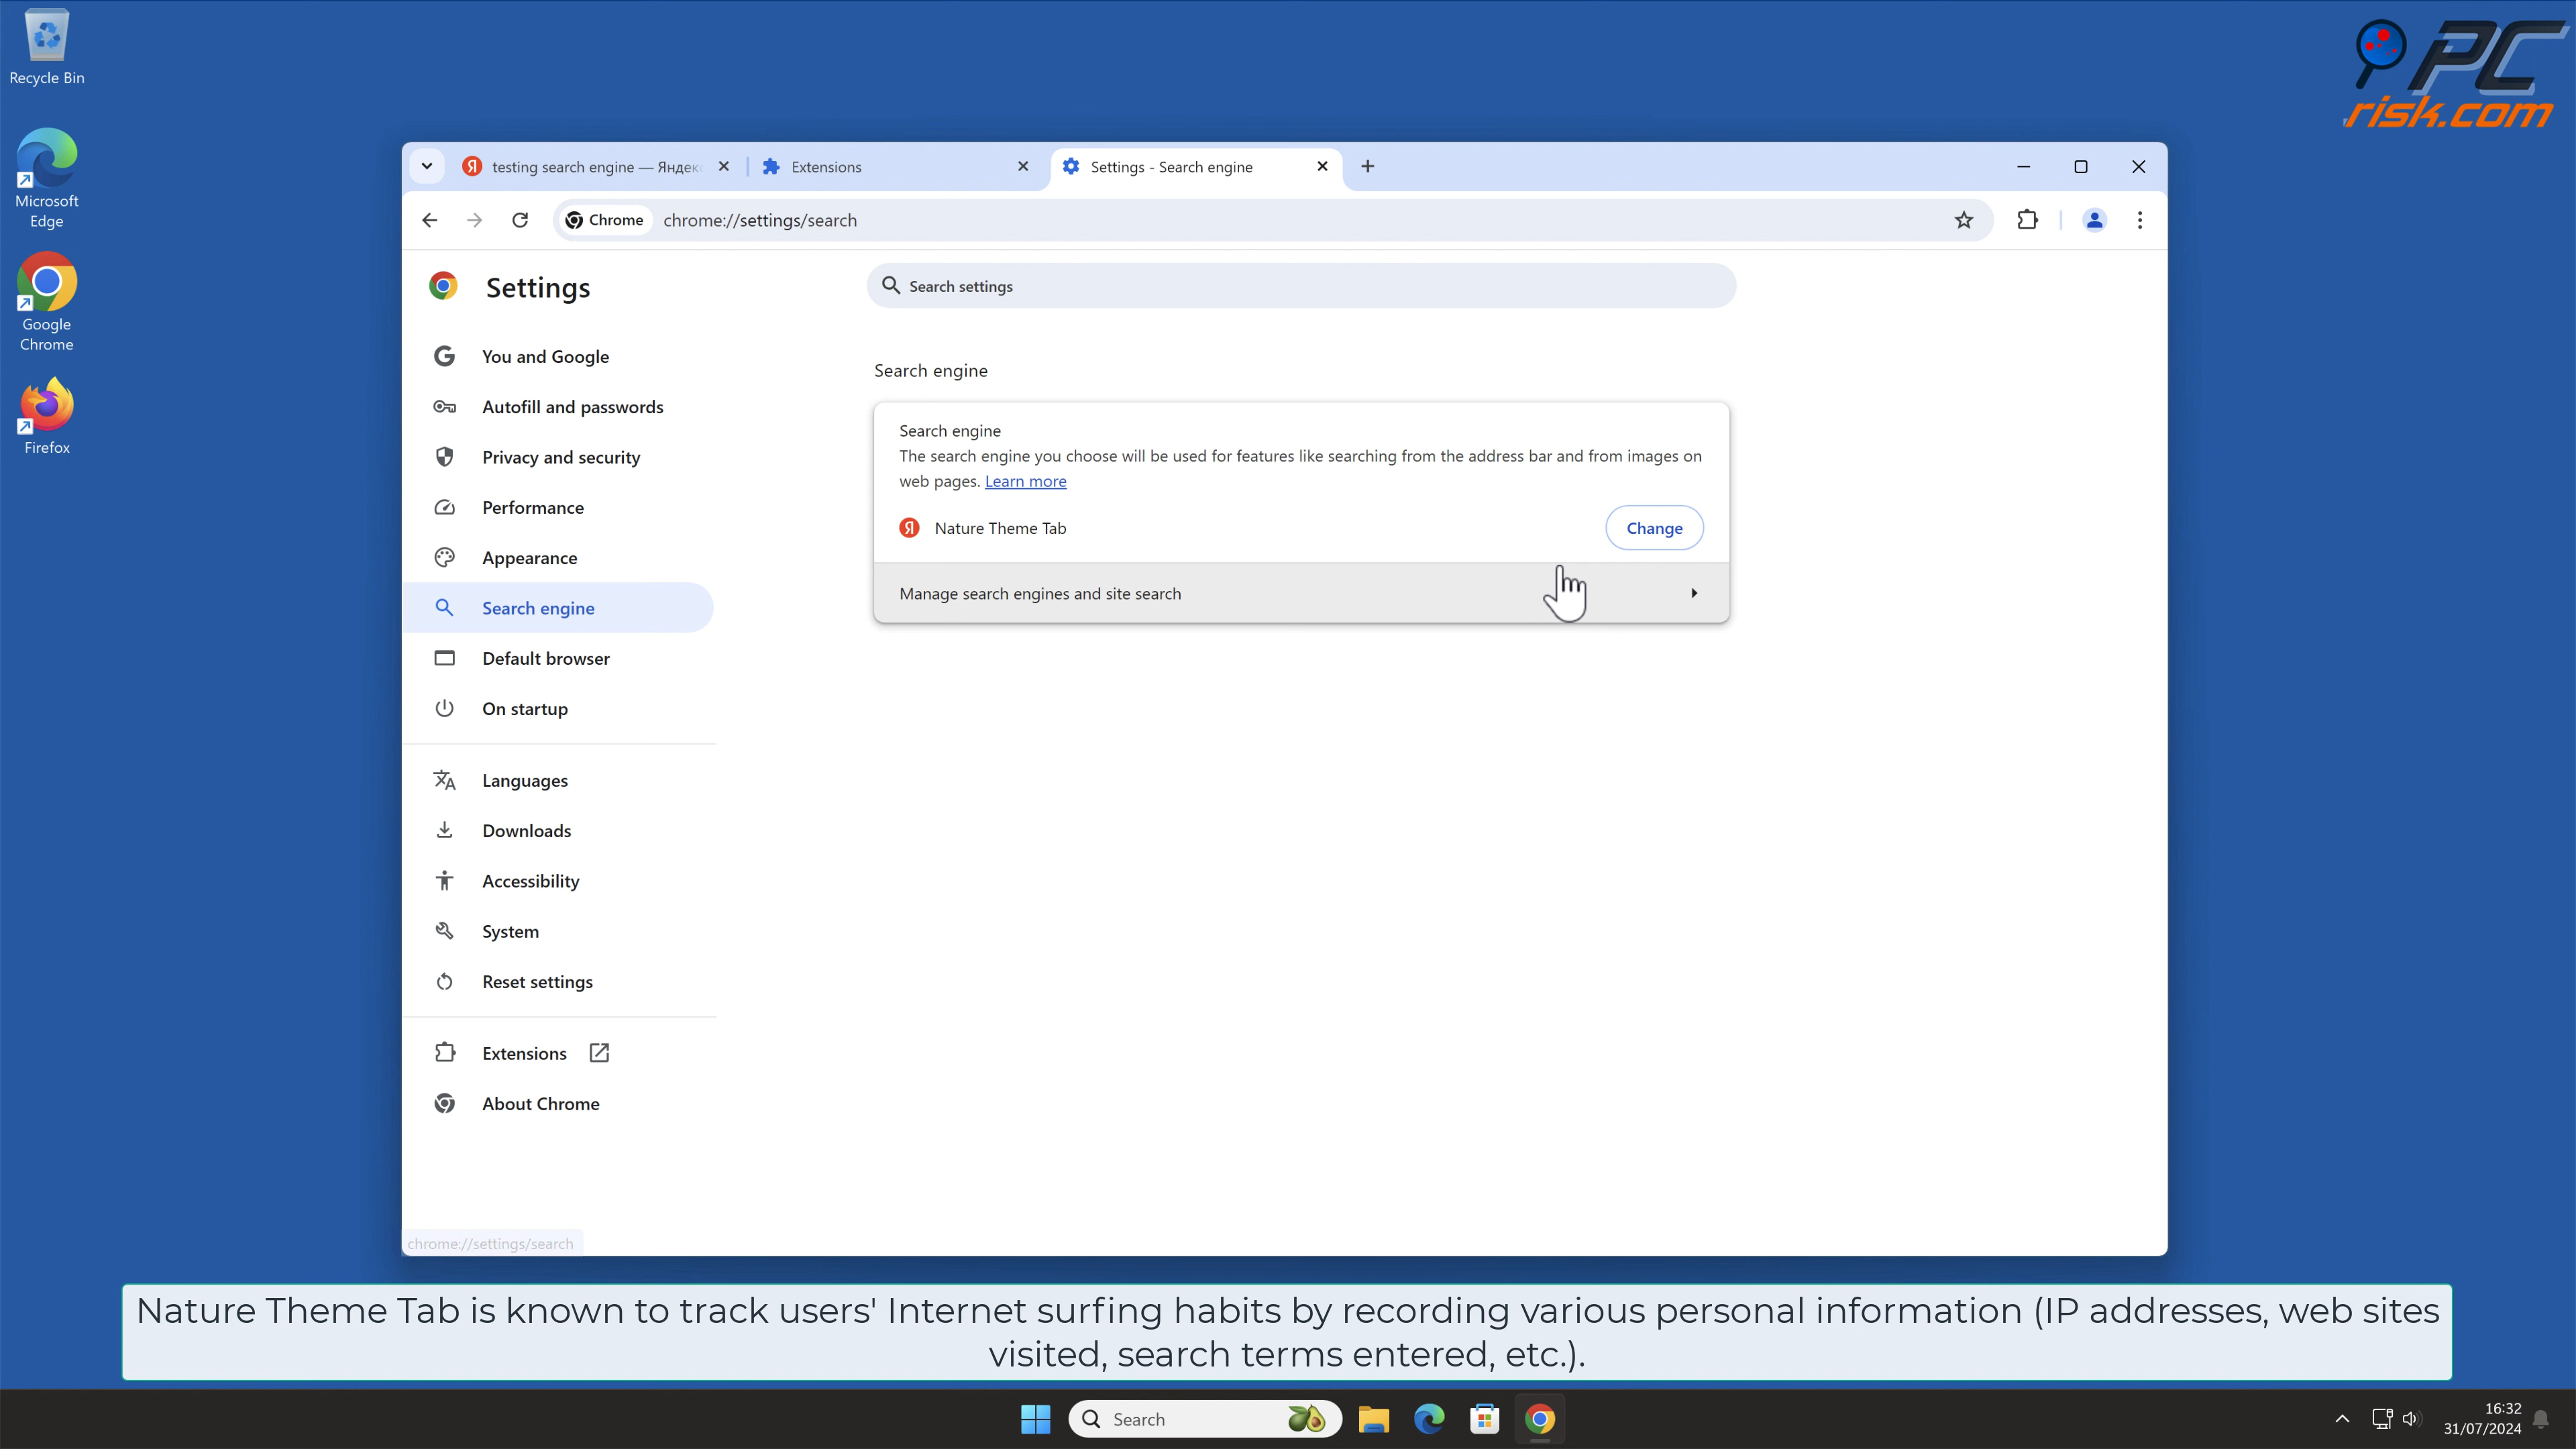 Recycle Bin
Microsoft
Edge
Google
Chrome
Firefox
PC
risk.com
testing search engine — Яндекс
Extensions
Settings - Search engine
Chrome
chrome://settings/search
Settings
Search settings
You and Google
Autofill and passwords
Privacy and security
Performance
Appearance
Search engine
Default browser
On startup
Languages
Downloads
Accessibility
System
Reset settings
Extensions
About Chrome
Search engine
Search engine
The search engine you choose will be used for features like searching from the address bar and from images on
web pages. Learn more
Я Nature Theme Tab
Change
Manage search engines and site search
chrome://settings/search
Nature Theme Tab is known to track users' Internet surfing habits by recording various personal information (IP addresses, web sites
visited, search terms entered, etc.).
Search
16:32
31/07/2024